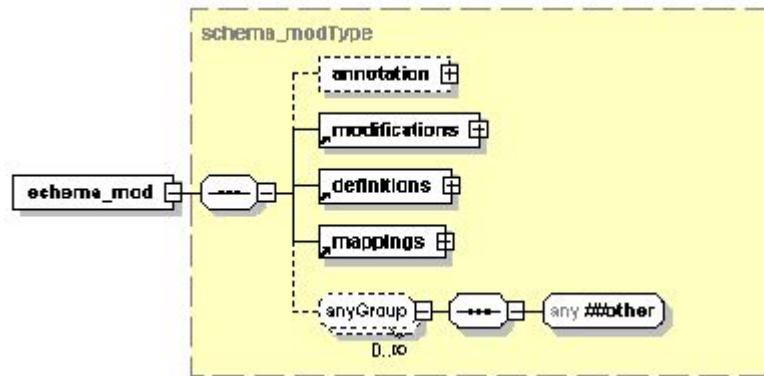 schema_modType
annotation
modifications
schema_mod
definitions
mappings
anyGroup
any ##other
0..∞